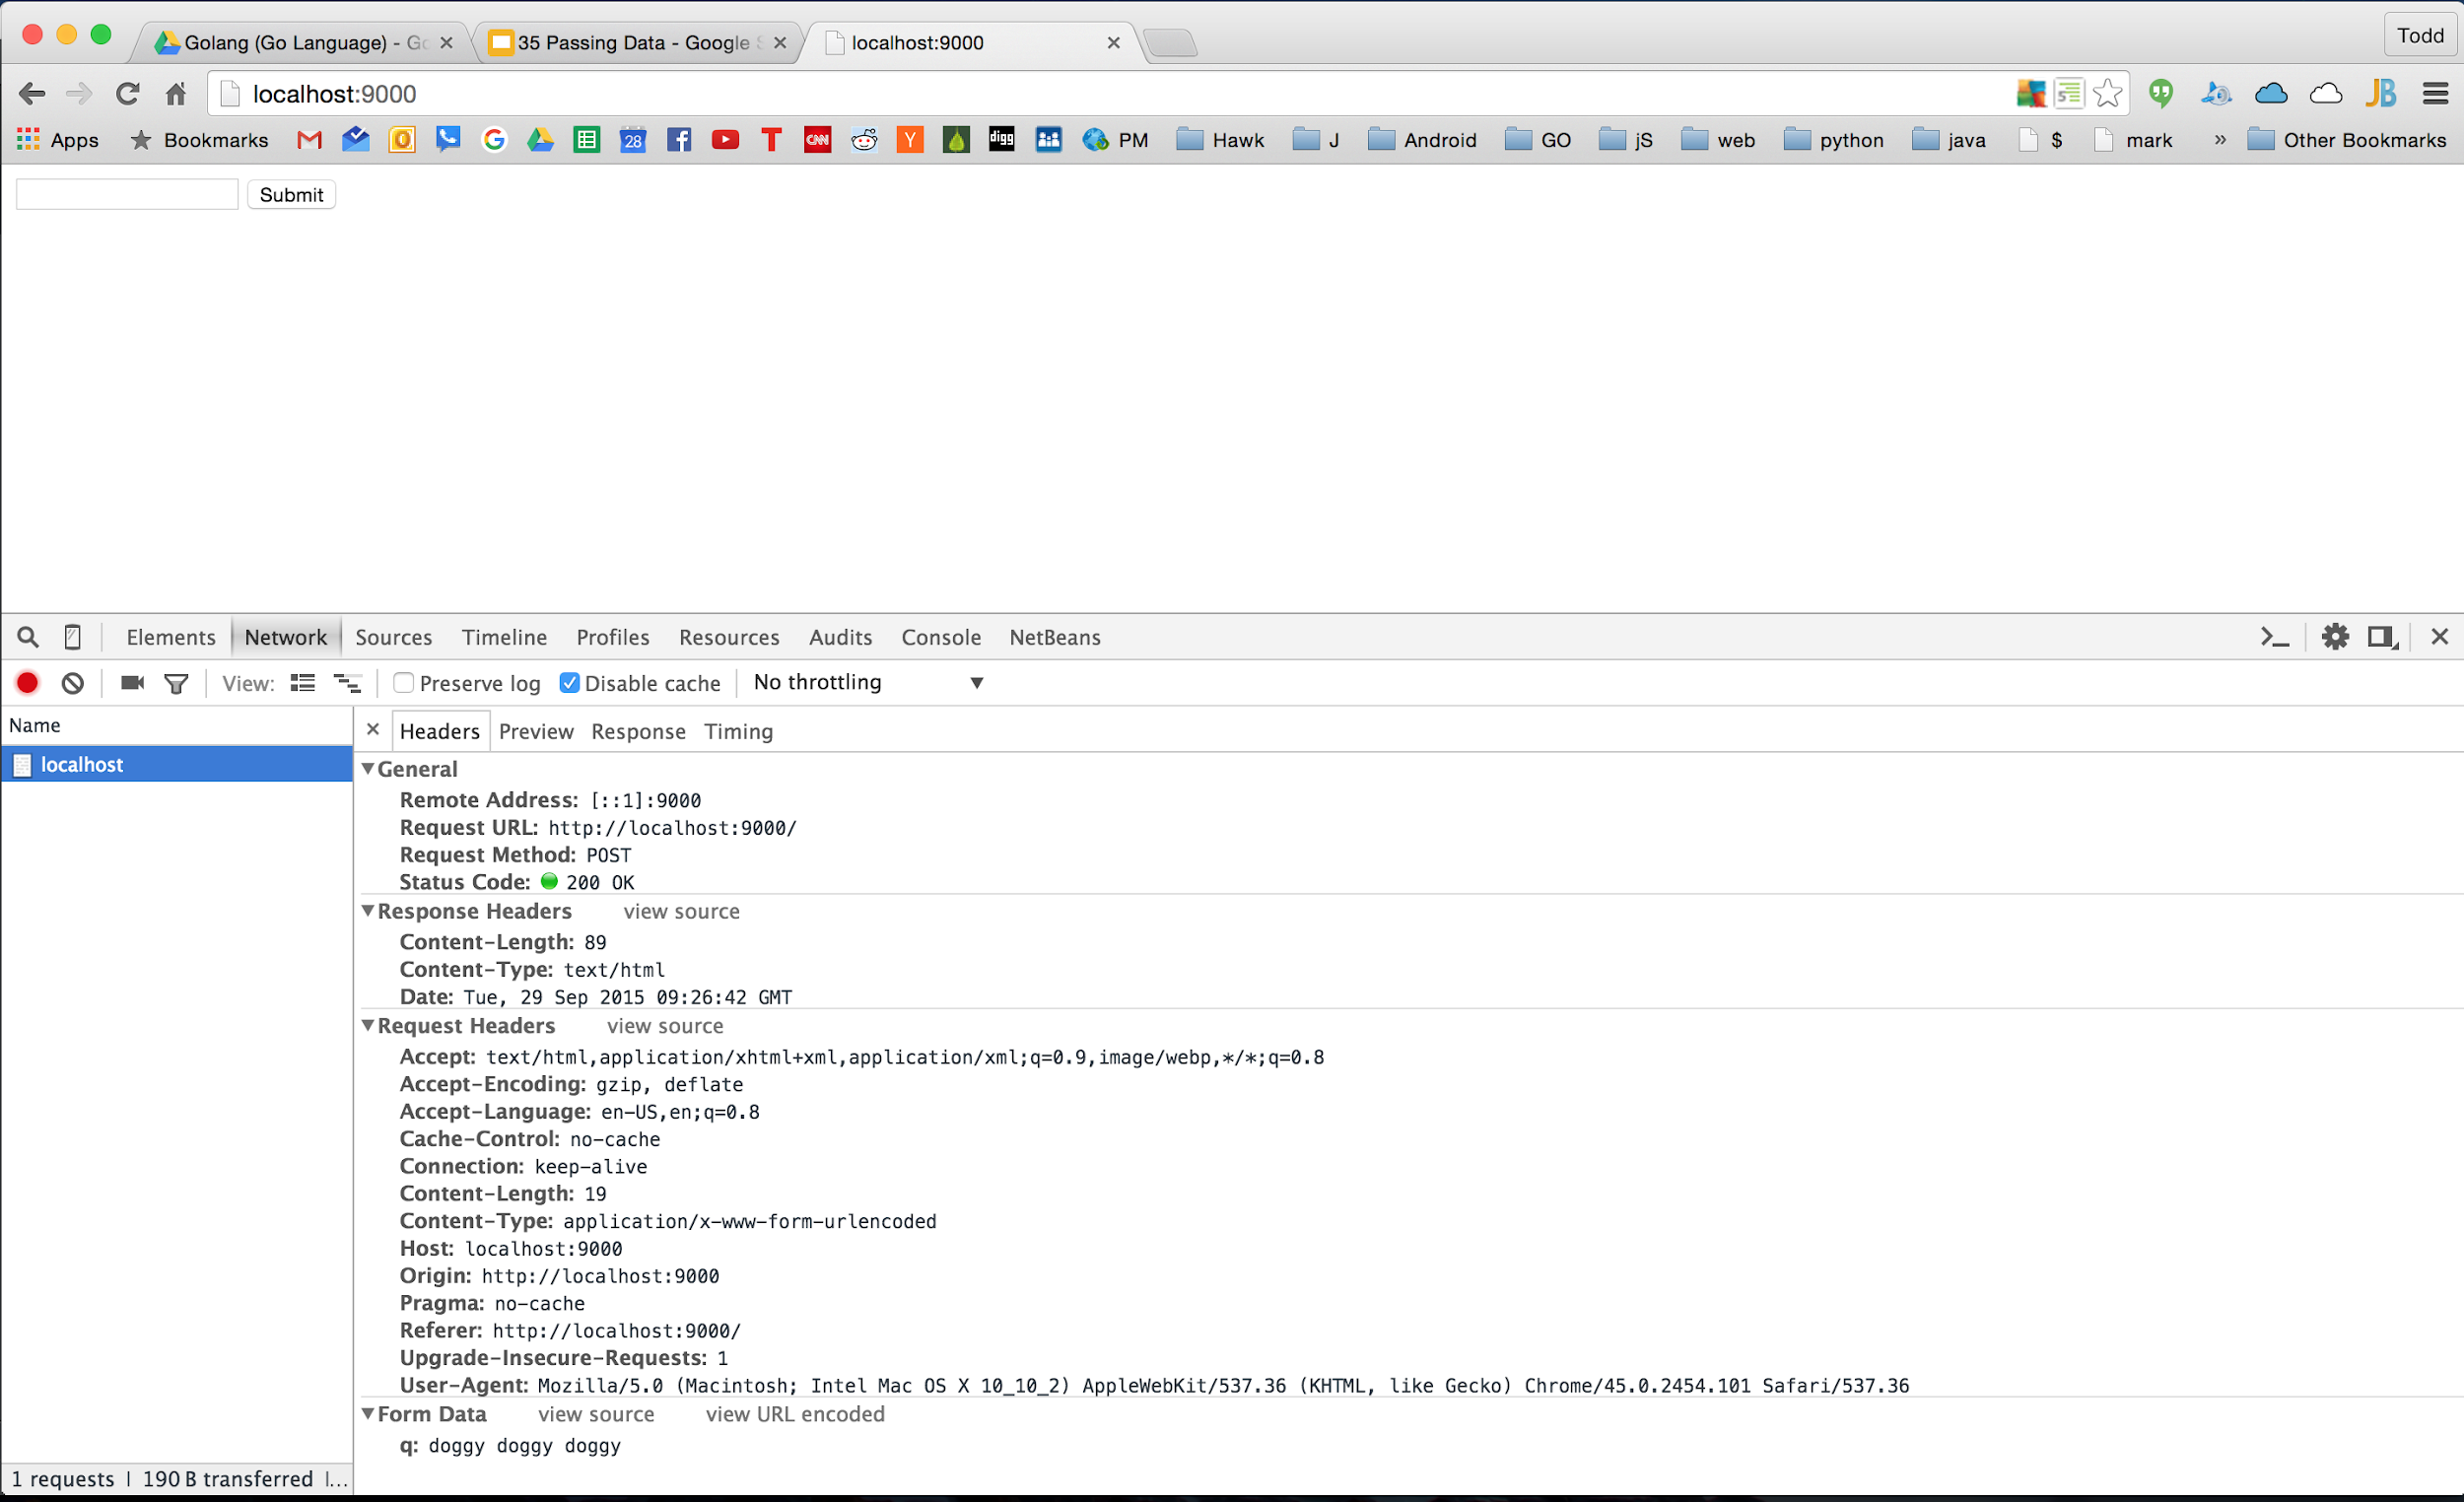 Golang (Go Language) - Go
35 Passing Data - Google S
localhost:9000
Todd
localhost:9000
Apps Bookmarks 28 CNN Y digg PM Hawk J Android GO jS web python java $ mark » Other Bookmarks
Submit
Elements Network Sources Timeline Profiles Resources Audits Console NetBeans
View: Preserve log Disable cache No throttling
Name
localhost
Headers Preview Response Timing
General
Remote Address: [::1]:9000
Request URL: http://localhost:9000/
Request Method: POST
Status Code: 200 OK
Response Headers view source
Content-Length: 89
Content-Type: text/html
Date: Tue, 29 Sep 2015 09:26:42 GMT
Request Headers view source
Accept: text/html,application/xhtml+xml,application/xml;q=0.9,image/webp,*/*;q=0.8
Accept-Encoding: gzip, deflate
Accept-Language: en-US,en;q=0.8
Cache-Control: no-cache
Connection: keep-alive
Content-Length: 19
Content-Type: application/x-www-form-urlencoded
Host: localhost:9000
Origin: http://localhost:9000
Pragma: no-cache
Referer: http://localhost:9000/
Upgrade-Insecure-Requests: 1
User-Agent: Mozilla/5.0 (Macintosh; Intel Mac OS X 10_10_2) AppleWebKit/537.36 (KHTML, like Gecko) Chrome/45.0.2454.101 Safari/537.36
Form Data view source view URL encoded
q: doggy doggy doggy
1 requests | 190 B transferred |...